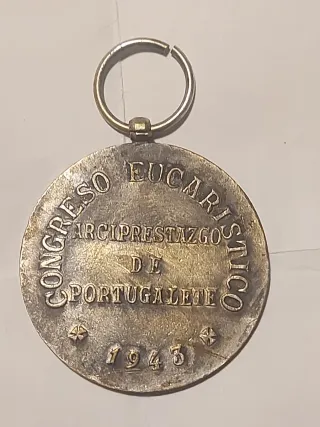 CONGRESO EUCARISTICO
ARCIPRESTAZGO
DE
PORTUGALETE
1943